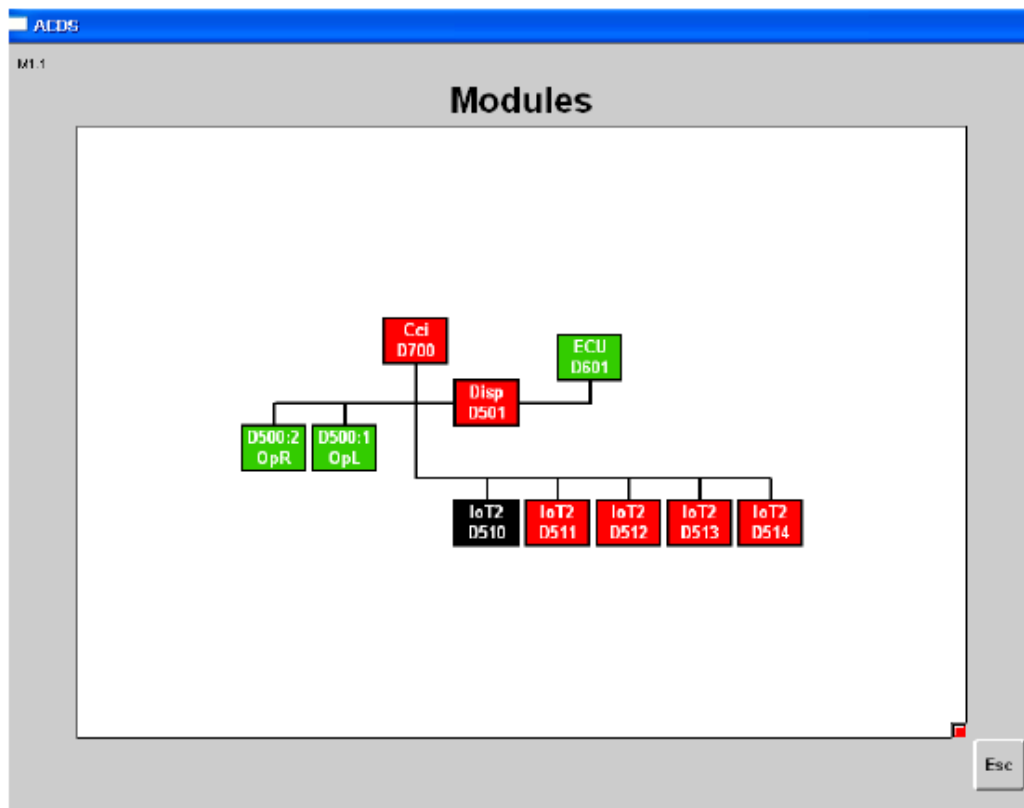 ACDS
M1.1
Modules
Cci
D700
ECU
D601
Disp
D501
D500:2
OpR
D500:1
OpL
IoT2
D510
IoT2
D511
IoT2
D512
IoT2
D513
IoT2
D514
Esc